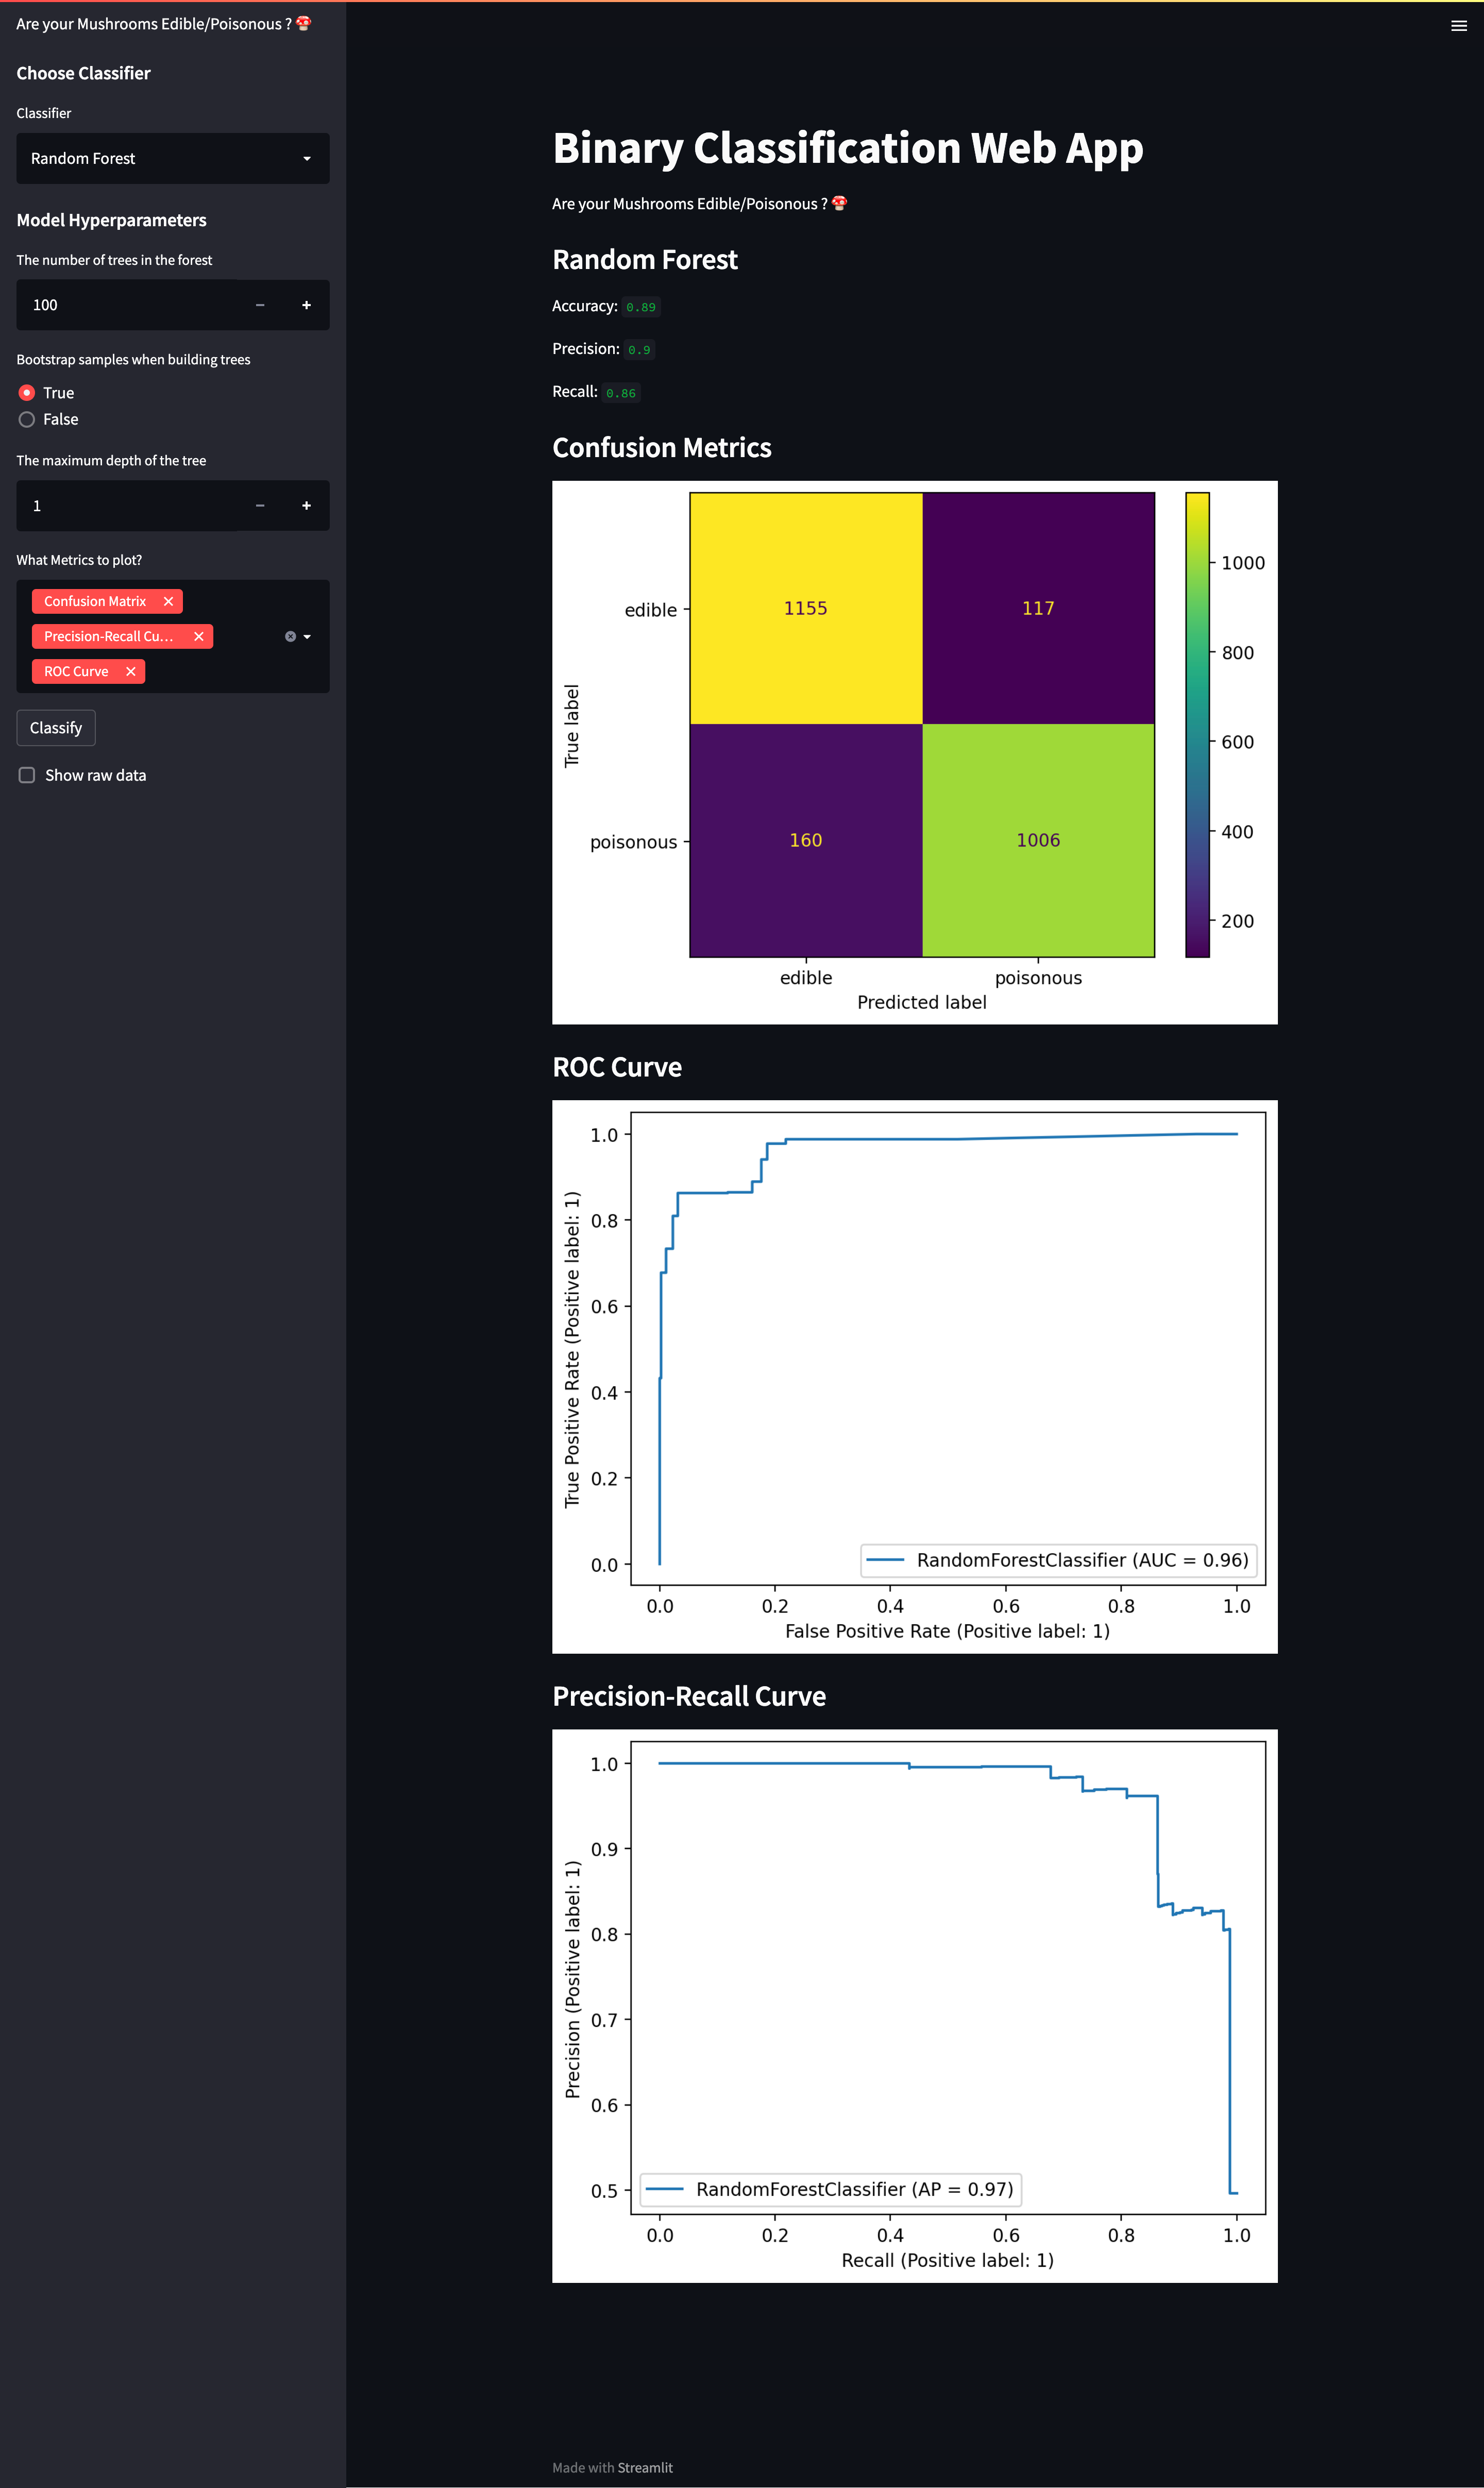 Are your Mushrooms Edible/Poisonous ? 🍄
Choose Classifier
Classifier
Random Forest
Model Hyperparameters
The number of trees in the forest
100
Bootstrap samples when building trees
True
False
The maximum depth of the tree
1
What Metrics to plot?
Confusion Matrix
Precision-Recall Cu...
ROC Curve
Classify
Show raw data
Binary Classification Web App
Are your Mushrooms Edible/Poisonous ? 🍄
Random Forest
Accuracy: 0.89
Precision: 0.9
Recall: 0.86
Confusion Metrics
edible
1155
117
poisonous
160
1006
True label
edible
poisonous
Predicted label
1000
800
600
400
200
ROC Curve
1.0
0.8
0.6
0.4
0.2
0.0
True Positive Rate (Positive label: 1)
RandomForestClassifier (AUC = 0.96)
0.0 0.2 0.4 0.6 0.8 1.0
False Positive Rate (Positive label: 1)
Precision-Recall Curve
1.0
0.9
0.8
0.7
0.6
0.5
Precision (Positive label: 1)
RandomForestClassifier (AP = 0.97)
0.0 0.2 0.4 0.6 0.8 1.0
Recall (Positive label: 1)
Made with Streamlit